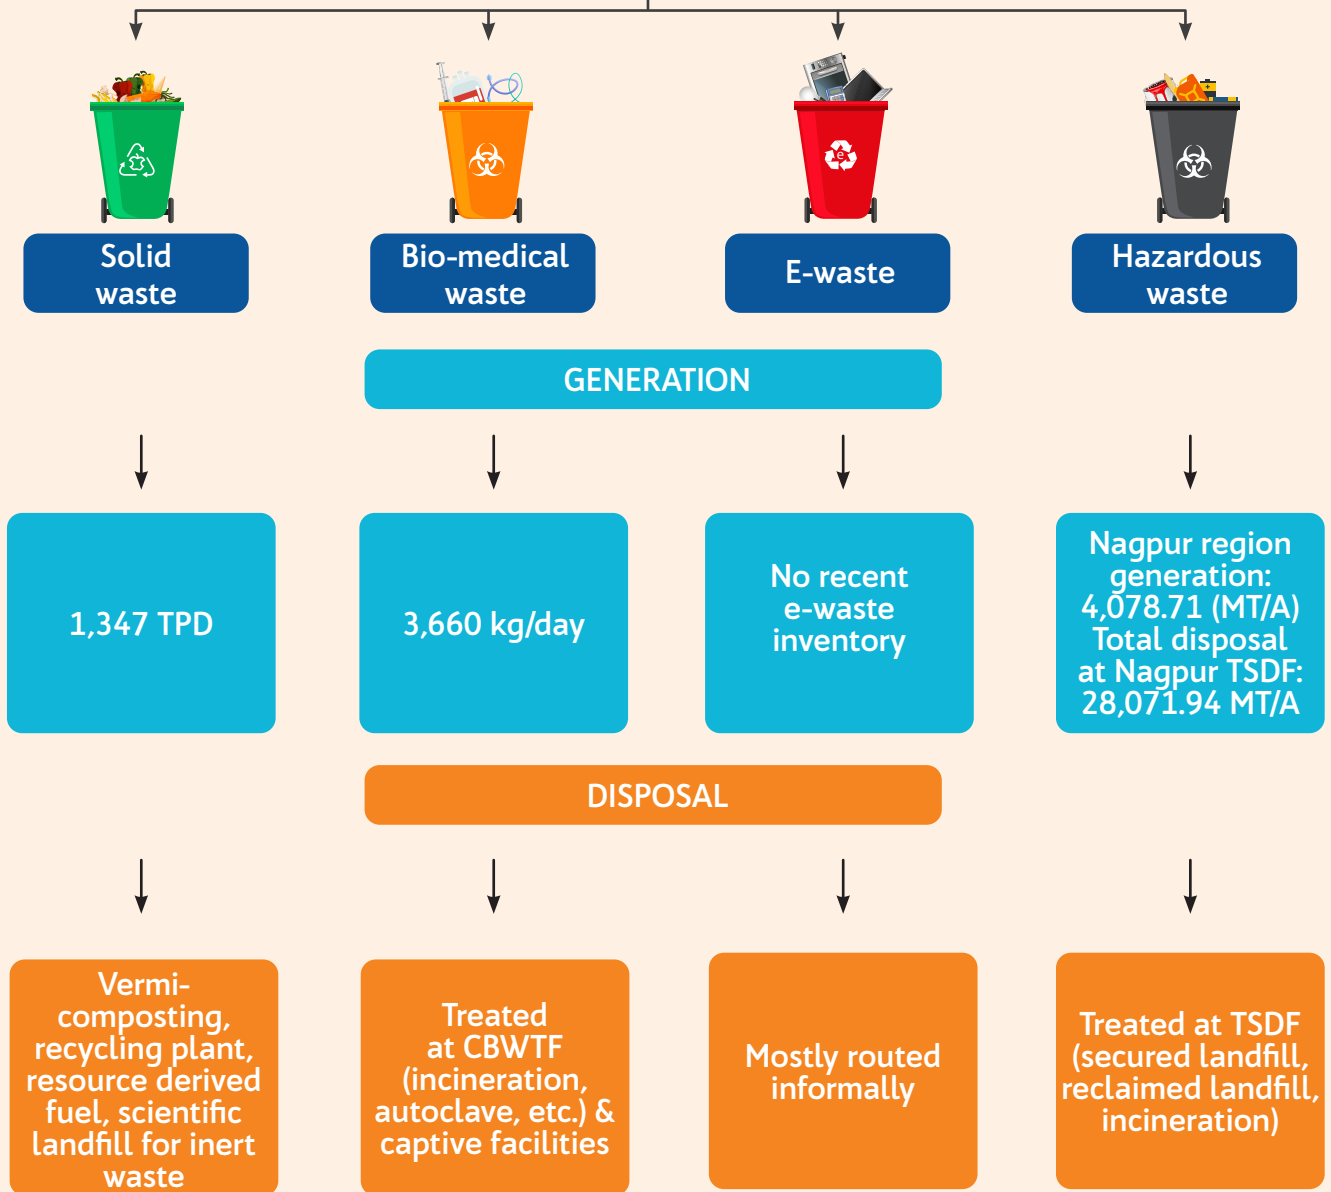 Solid
waste
Bio-medical
waste
E-waste
Hazardous
waste
GENERATION
1,347 TPD
3,660 kg/day
No recent
e-waste
inventory
Nagpur region
generation:
4,078.71 (MT/A)
Total disposal
at Nagpur TSDF:
28,071.94 MT/A
DISPOSAL
Vermi-
composting,
recycling plant,
resource derived
fuel, scientific
landfill for inert
waste
Treated
at CBWTF
(incineration,
autoclave, etc.) &
captive facilities
Mostly routed
informally
Treated at TSDF
(secured landfill,
reclaimed landfill,
incineration)